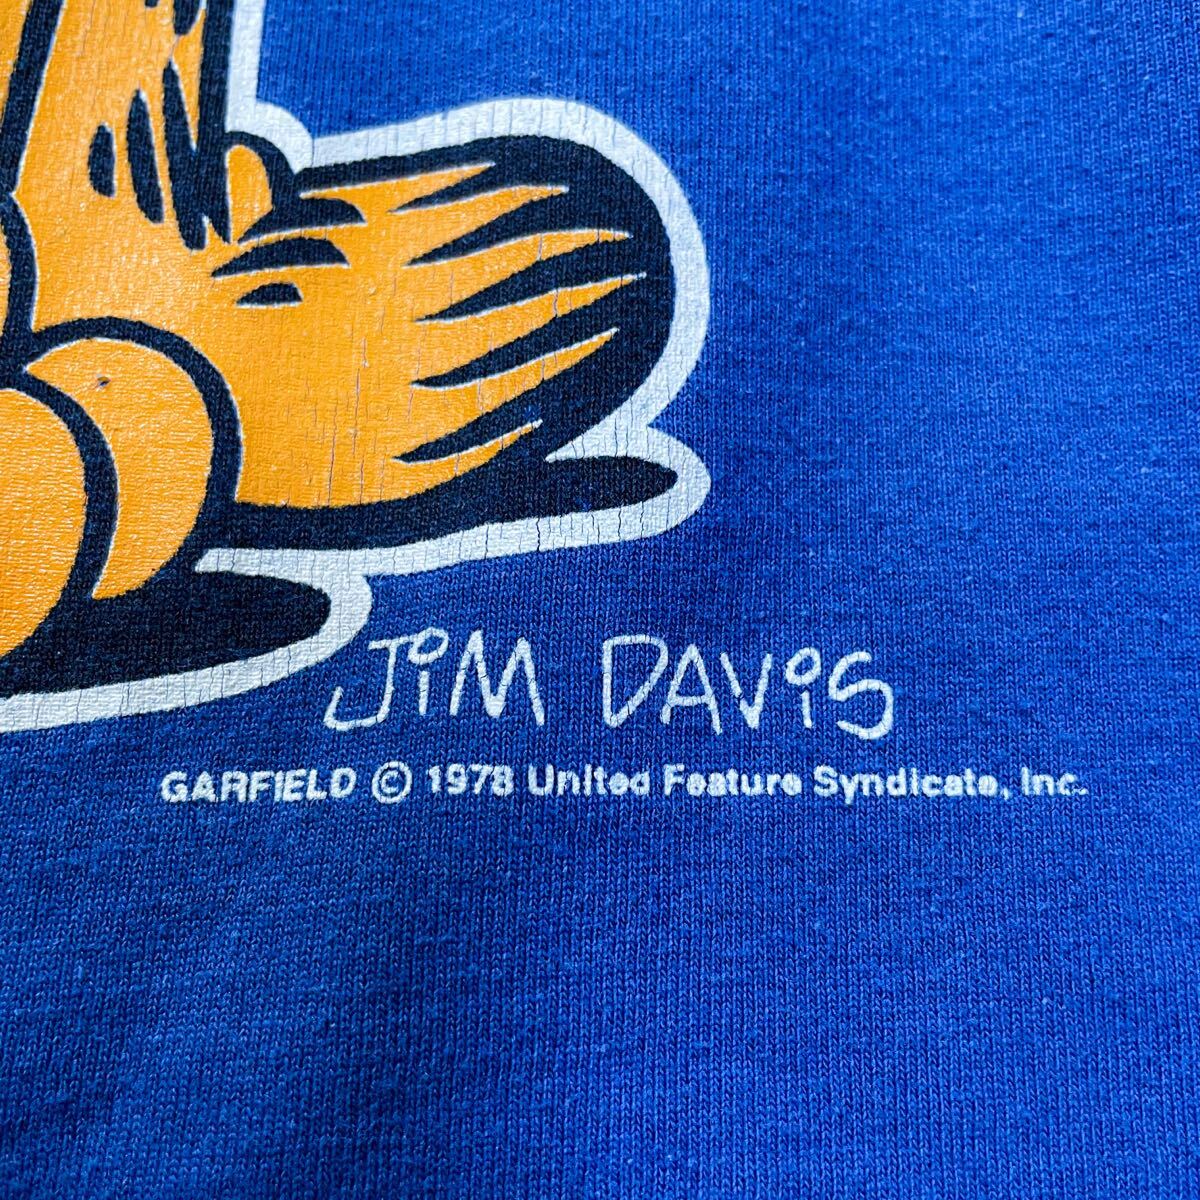 JiM DAViS
GARFIELD © 1978 United Feature Syndicate, Inc.